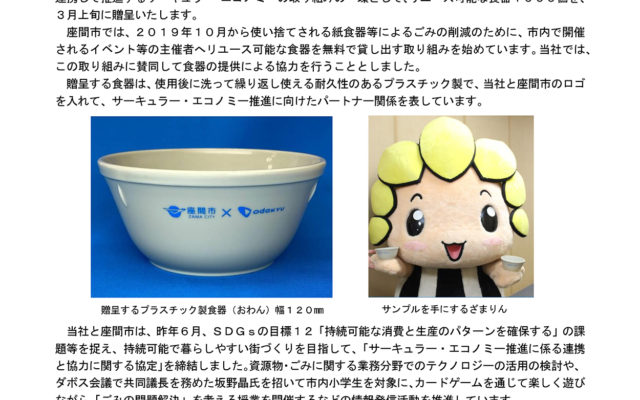 ３月上旬に贈呈いたします。
座間市では、２０１９年１０月から使い捨てされる紙食器等によるごみの削減のために、市内で開催
されるイベント等の主催者へリユース可能な食器を無料で貸し出す取り組みを始めています。当社では、
この取り組みに賛同して食器の提供による協力を行うこととしました。
贈呈する食器は、使用後に洗って繰り返し使える耐久性のあるプラスチック製で、当社と座間市のロゴ
を入れて、サーキュラー・エコノミー推進に向けたパートナー関係を表しています。
座間市 × odakyu
ZAMA CITY
贈呈するプラスチック製食器（おわん）幅１２０㎜
サンプルを手にするざまりん
当社と座間市は、昨年６月、ＳＤＧｓの目標１２「持続可能な消費と生産のパターンを確保する」の課
題等を捉え、持続可能で暮らしやすい街づくりを目指して、「サーキュラー・エコノミー推進に係る連携
と協力に関する協定」を締結しました。資源物・ごみに関する業務分野でのテクノロジーの活用の検討や、
ダボス会議で共同議長を務めた坂野晶氏を招いて市内小学生を対象に、カードゲームを通じて楽しく遊び
ながら「ごみの問題解決」を考える授業を開催するなどの情報発信活動を推進しています。